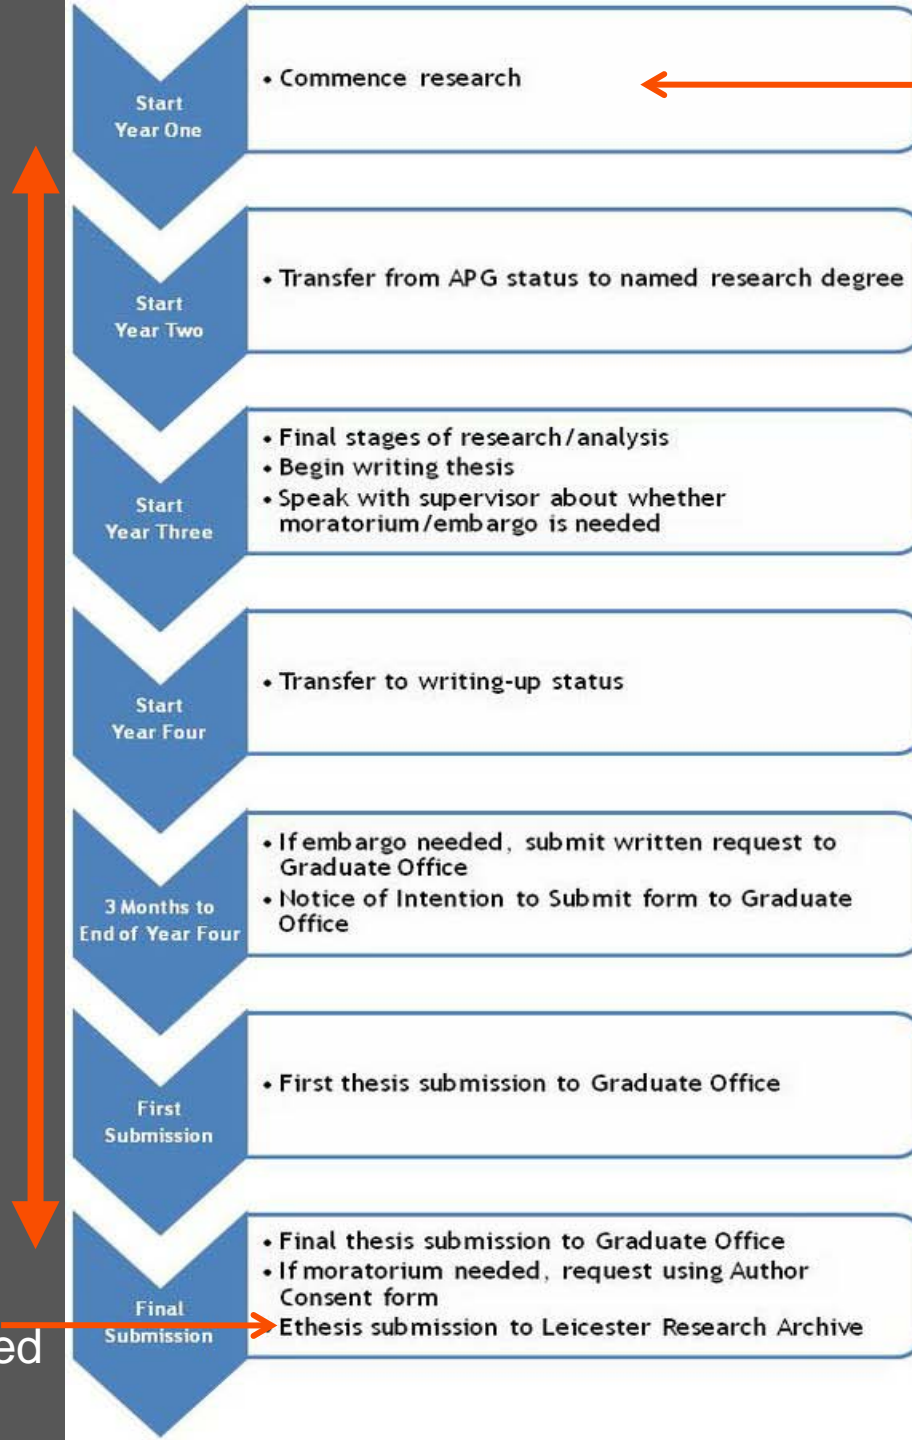 Start
Year One
• Commence research
Start
Year Two
• Transfer from APG status to named research degree
Start
Year Three
• Final stages of research/analysis
• Begin writing thesis
• Speak with supervisor about whether
moratorium/embargo is needed
Start
Year Four
• Transfer to writing-up status
3 Months to
End of Year Four
• If embargo needed, submit written request to
Graduate Office
• Notice of Intention to Submit form to Graduate
Office
First
Submission
• First thesis submission to Graduate Office
Final
Submission
• Final thesis submission to Graduate Office
• If moratorium needed, request using Author
Consent form
• Ethesis submission to Leicester Research Archive
ed